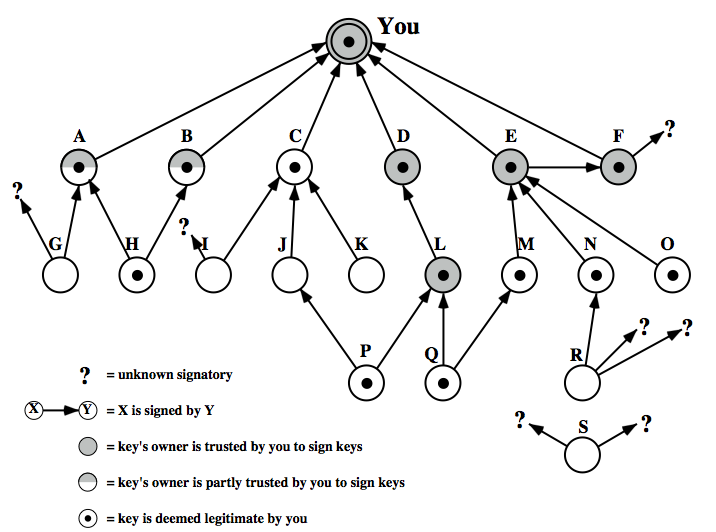 You
A B C D E F ?
?
G H ? I J K L M N O
P Q R ? ?
? = unknown signatory
X Y = X is signed by Y
? S ?
= key's owner is trusted by you to sign keys
= key's owner is partly trusted by you to sign keys
= key is deemed legitimate by you